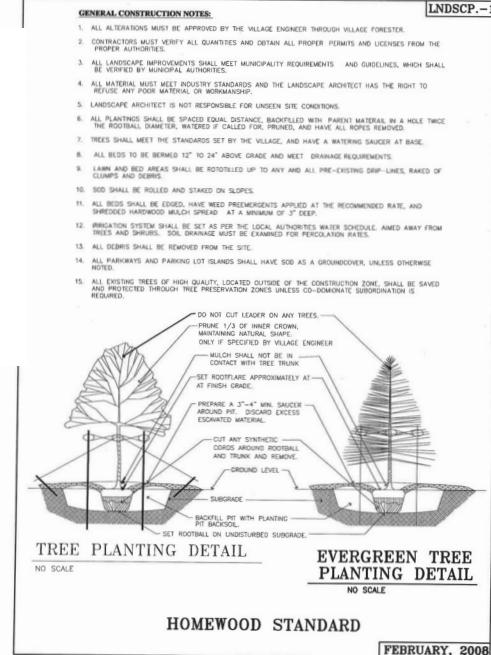 LNDSCP.-
GENERAL CONSTRUCTION NOTES:
1. ALL ALTERATIONS MUST BE APPROVED BY THE VILLAGE ENGINEER THROUGH VILLAGE FORESTER.
2. CONTRACTORS MUST VERIFY ALL QUANTITIES AND OBTAIN ALL PROPER PERMITS AND LICENSES FROM THE
PROPER AUTHORITIES.
3. ALL LANDSCAPE IMPROVEMENTS SHALL MEET MUNICIPALITY REQUIREMENTS AND GUIDELINES, WHICH SHALL
BE VERIFIED BY MUNICIPAL AUTHORITIES.
4. ALL MATERIAL MUST MEET INDUSTRY STANDARDS AND THE LANDSCAPE ARCHITECT HAS THE RIGHT TO
REFUSE ANY POOR MATERIAL OR WORKMANSHIP.
5. LANDSCAPE ARCHITECT IS NOT RESPONSIBLE FOR UNSEEN SITE CONDITIONS.
6. ALL PLANTINGS SHALL BE SPACED EQUAL DISTANCE, BACKFILLED WITH PARENT MATERAIL IN A HOLE TWICE
THE ROOTBALL DIAMETER, WATERED IF CALLED FOR, PRUNED, AND HAVE ALL ROPES REMOVED.
7. TREES SHALL MEET THE STANDARDS SET BY THE VILLAGE, AND HAVE A WATERING SAUCER AT BASE.
8. ALL BEDS TO BE BERMED 12" TO 24" ABOVE GRADE AND MEET DRAINAGE REQUIREMENTS.
9. LAWN AND BED AREAS SHALL BE ROTOTILLED UP TO ANY AND ALL PRE-EXISTING DRIP-LINES, RAKED OF
CLUMPS AND DEBRIS.
10. SOD SHALL BE ROLLED AND STAKED ON SLOPES.
11. ALL BEDS SHALL BE EDGED, HAVE WEED PREEMERGENTS APPLIED AT THE RECOMMENDED RATE, AND
SHREDDED HARDWOOD MULCH SPREAD AT A MINIMUM OF 3" DEEP.
12. IRRIGATION SYSTEM SHALL BE SET AS PER THE LOCAL AUTHORITIES WATER SCHEDULE. AIMED AWAY FROM
TREES AND SHRUBS. SOIL DRAINAGE MUST BE EXAMINED FOR PERCOLATION RATES.
13. ALL DEBRIS SHALL BE REMOVED FROM THE SITE.
14. ALL PARKWAYS AND PARKING LOT ISLANDS SHALL HAVE SOD AS A GROUNDCOVER, UNLESS OTHERWISE
NOTED.
15. ALL EXISTING TREES OF HIGH QUALITY, LOCATED OUTSIDE OF THE CONSTRUCTION ZONE, SHALL BE SAVED
AND PROTECTED THROUGH TREE PRESERVATION ZONES UNLESS CO-DOMIONATE SUBORDINATION IS
REQUIRED.
DO NOT CUT LEADER ON ANY TREES.
PRUNE 1/3 OF INNER CROWN,
MAINTAINING NATURAL SHAPE.
ONLY IF SPECIFIED BY VILLAGE ENGINEER
MULCH SHALL NOT BE IN
CONTACT WITH TREE TRUNK
SET ROOTFLARE APPROXIMATELY AT
AT FINISH GRADE.
PREPARE A 3"-4" MIN. SAUCER
AROUND PIT. DISCARD EXCESS
ESCAVATED MATERIAL.
CUT ANY SYNTHETIC
CORDS AROUND ROOTBALL
AND TRUNK AND REMOVE.
GROUND LEVEL
SUBGRADE
BACKFILL PIT WITH PLANTING
PIT BACKSOIL.
SET ROOTBALL ON UNDISTURBED SUBGRADE.
TREE PLANTING DETAIL
NO SCALE
EVERGREEN TREE
PLANTING DETAIL
NO SCALE
HOMEWOOD STANDARD
FEBRUARY, 2008